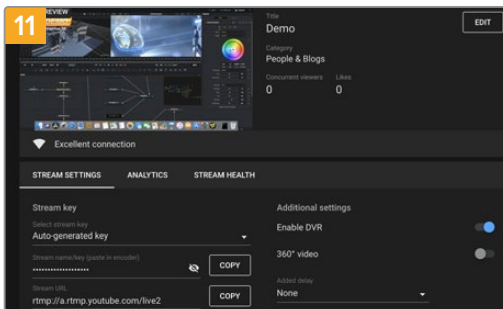 11
PREVIEW
Title
Demo
EDIT
Category
People & Blogs
Concurrent viewers Likes
0 0
Excellent connection
STREAM SETTINGS ANALYTICS STREAM HEALTH
Stream key Additional settings
Select stream key
Auto-generated key
Enable DVR
360° video
Stream name/key (paste in encoder)
••••••••••••••••••• COPY
Added delay
None
Stream URL
rtmp://a.rtmp.youtube.com/live2 COPY